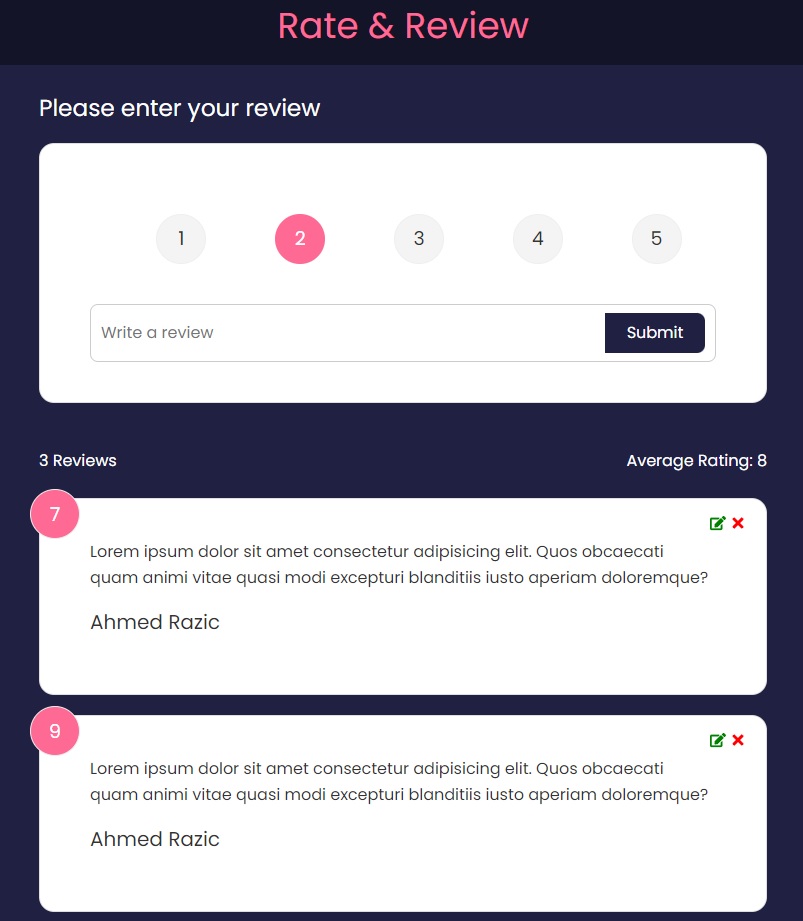 Rate & Review
Please enter your review
1 2 3 4 5
Write a review Submit
3 Reviews Average Rating: 8
7
Lorem ipsum dolor sit amet consectetur adipisicing elit. Quos obcaecati
quam animi vitae quasi modi excepturi blanditiis iusto aperiam doloremque?
Ahmed Razic
9
Lorem ipsum dolor sit amet consectetur adipisicing elit. Quos obcaecati
quam animi vitae quasi modi excepturi blanditiis iusto aperiam doloremque?
Ahmed Razic